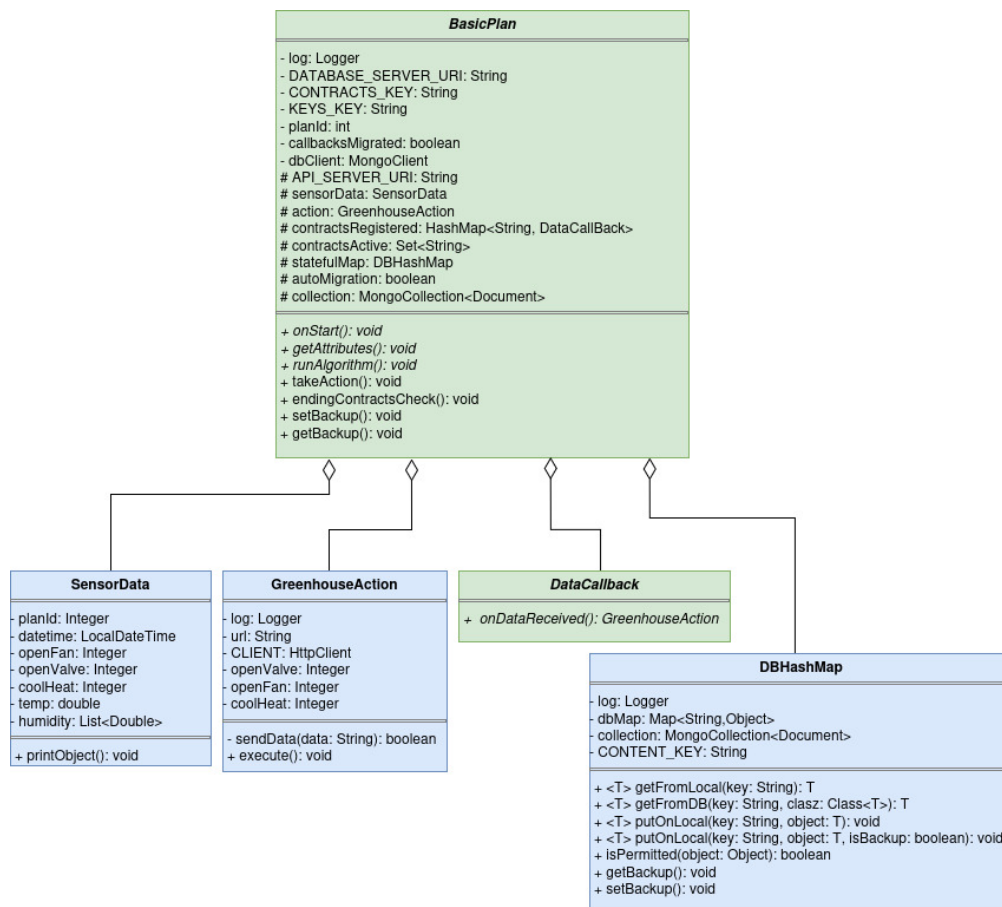 BasicPlan
- log: Logger
- DATABASE_SERVER_URI: String
- CONTRACTS_KEY: String
- KEYS_KEY: String
- planId: int
- callbacksMigrated: boolean
- dbClient: MongoClient
# API_SERVER_URI: String
# sensorData: SensorData
# action: GreenhouseAction
# contractsRegistered: HashMap<String, DataCallBack>
# contractsActive: Set<String>
# statefulMap: DBHashMap
# autoMigration: boolean
# collection: MongoCollection<Document>
+ onStart(): void
+ getAttributes(): void
+ runAlgorithm(): void
+ takeAction(): void
+ endingContractsCheck(): void
+ setBackup(): void
+ getBackup(): void
SensorData
- planId: Integer
- datetime: LocalDateTime
- openFan: Integer
- openValve: Integer
- coolHeat: Integer
- temp: double
- humidity: List<Double>
+ printObject(): void
GreenhouseAction
- log: Logger
- url: String
- CLIENT: HttpClient
- openValve: Integer
- openFan: Integer
- coolHeat: Integer
- sendData(data: String): boolean
+ execute(): void
DataCallback
+ onDataReceived(): GreenhouseAction
DBHashMap
- log: Logger
- dbMap: Map<String,Object>
- collection: MongoCollection<Document>
- CONTENT_KEY: String
+ <T> getFromLocal(key: String): T
+ <T> getFromDB(key: String, clasz: Class<T>): T
+ <T> putOnLocal(key: String, object: T): void
+ <T> putOnLocal(key: String, object: T, isBackup: boolean): void
+ isPermitted(object: Object): boolean
+ getBackup(): void
+ setBackup(): void